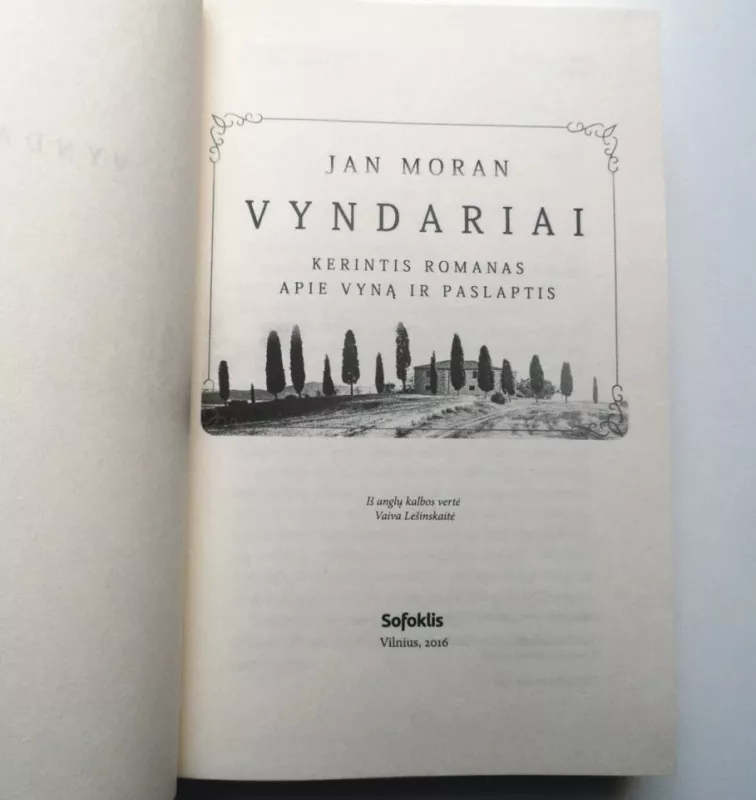 JAN MORAN
VYNDARIAI
KERINTIS ROMANAS
APIE VYNĄ IR PASLAPTIS
Iš anglų kalbos vertė
Vaiva Lešinskaitė
Sofoklis
Vilnius, 2016